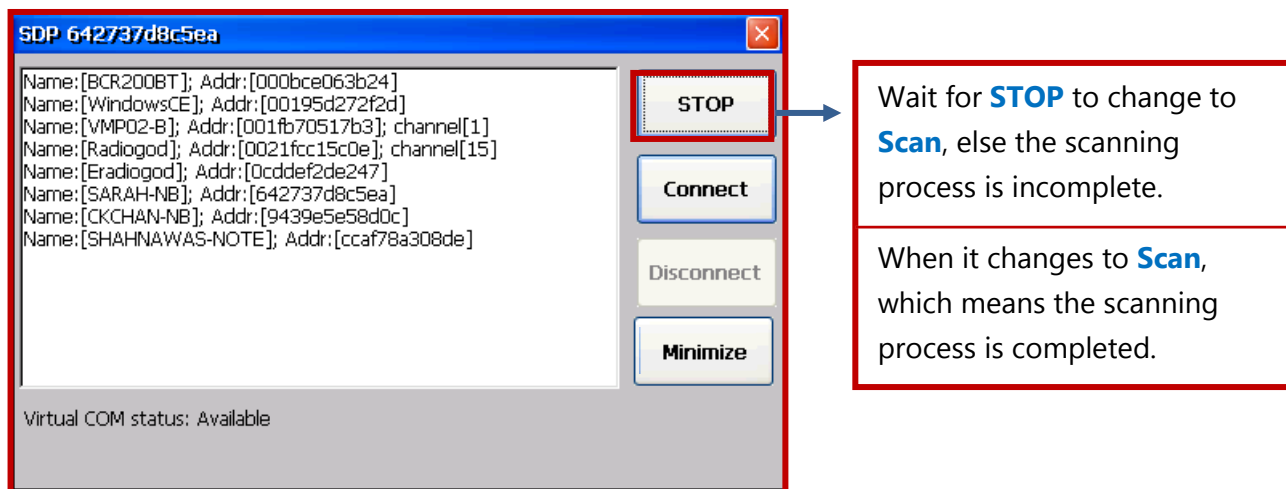 SDP 642737d8c5ea
Name:[BCR200BT]; Addr:[000bce063b24]
Name:[WindowsCE]; Addr:[00195d272f2d]
Name:[VMP02-B]; Addr:[001fb70517b3]; channel[1]
Name:[Radiogod]; Addr:[0021fcc15c0e]; channel[15]
Name:[Eradiogod]; Addr:[0cddef2de247]
Name:[SARAH-NB]; Addr:[642737d8c5ea]
Name:[CKCHAN-NB]; Addr:[9439e5e58d0c]
Name:[SHAHNAWAS-NOTE]; Addr:[ccaf78a308de]
STOP
Connect
Disconnect
Minimize
Virtual COM status: Available
Wait for STOP to change to
Scan, else the scanning
process is incomplete.
When it changes to Scan,
which means the scanning
process is completed.